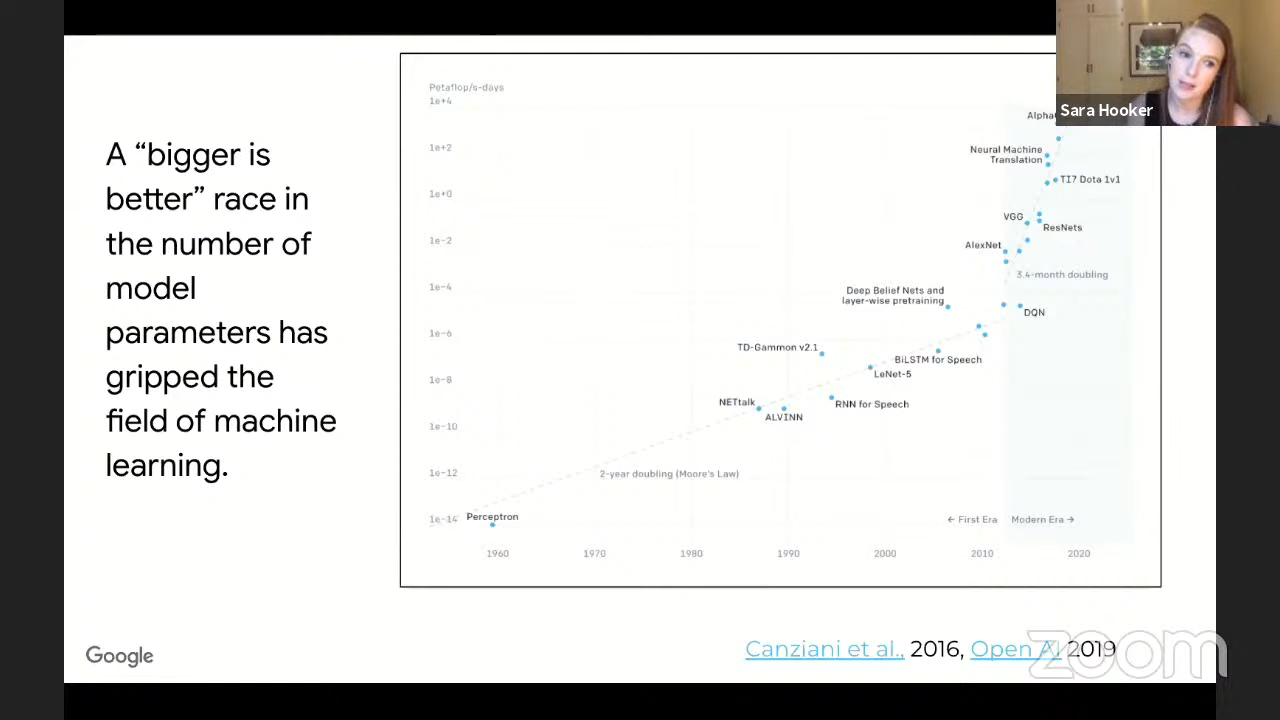 A “bigger is
better” race in
the number of
model
parameters has
gripped the
field of machine
learning.
Petaflop/s-days
1e+4
1e+2
1e+0
1e-2
1e-4
1e-6
1e-8
1e-10
1e-12
1e-14
Neural Machine
Translation
TI7 Dota 1v1
VGG
ResNets
AlexNet
3.4-month doubling
Deep Belief Nets and
layer-wise pretraining
DQN
TD-Gammon v2.1
BiLSTM for Speech
LeNet-5
NETtalk
RNN for Speech
ALVINN
2-year doubling (Moore's Law)
Perceptron
← First Era
Modern Era →
1960 1970 1980 1990 2000 2010 2020
Sara Hooker
Google
Canziani et al., 2016, Open AI 2019
zoom